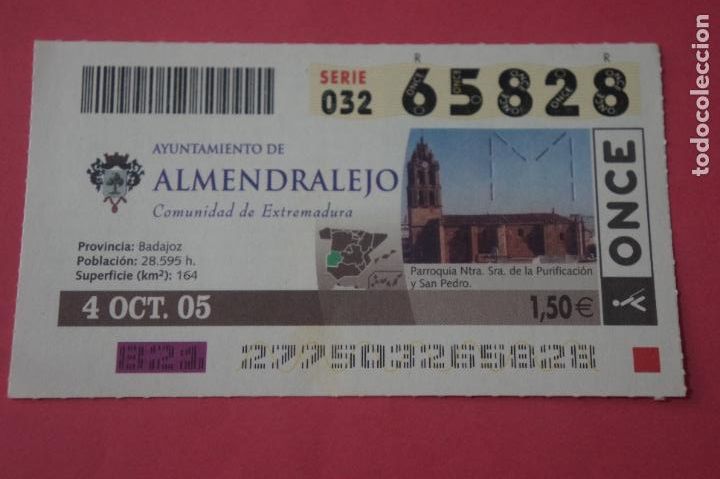 R R
SERIE
032
65828
AYUNTAMIENTO DE
ALMENDRALEJO
Comunidad de Extremadura
Provincia: Badajoz
Población: 28.595 h.
Superficie (km²): 164
Parroquia Ntra. Sra. de la Purificación
y San Pedro.
4 OCT. 05
1,50€
ONCE
277503265828
todocoleccion